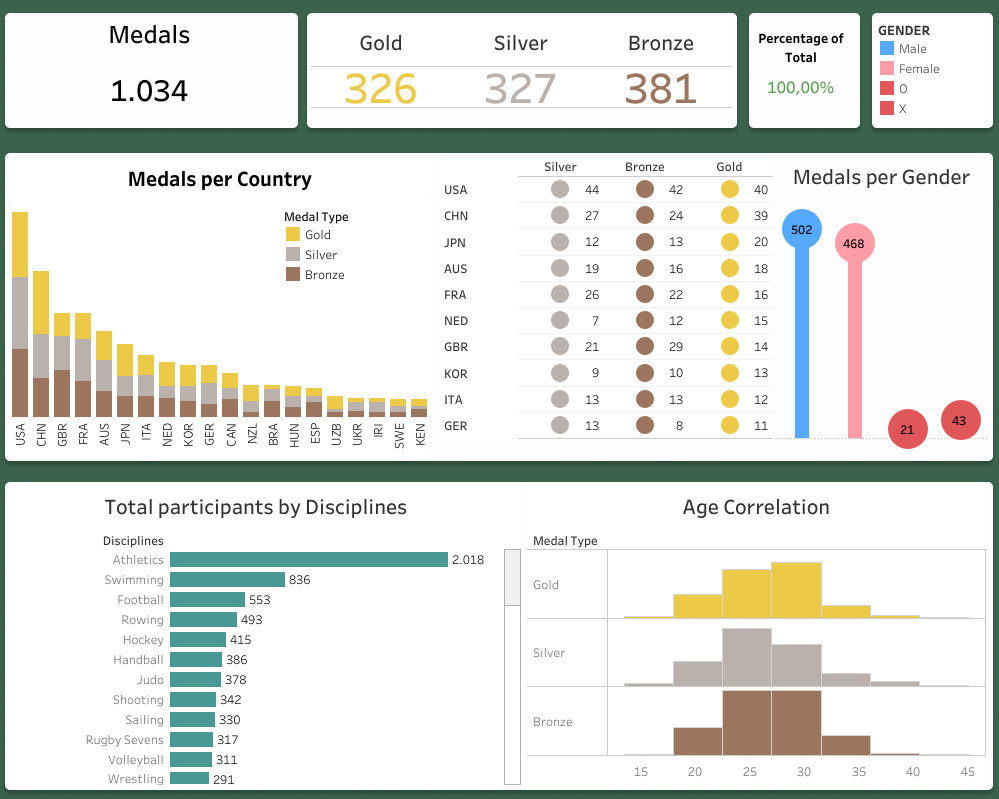 Medals
1.034
Gold Silver Bronze
326 327 381
Percentage of
Total
100,00%
GENDER
Male
Female
O
X
Medals per Country
Medal Type
Gold
Silver
Bronze
USA CHN GBR FRA AUS JPN ITA NED KOR GER CAN NZL BRA HUN ESP UZB UKR IRI SWE KEN
Silver Bronze Gold
USA 44 42 40
CHN 27 24 39
JPN 12 13 20
AUS 19 16 18
FRA 26 22 16
NED 7 12 15
GBR 21 29 14
KOR 9 10 13
ITA 13 13 12
GER 13 8 11
Medals per Gender
502
468
21
43
Total participants by Disciplines
Disciplines
Athletics 2.018
Swimming 836
Football 553
Rowing 493
Hockey 415
Handball 386
Judo 378
Shooting 342
Sailing 330
Rugby Sevens 317
Volleyball 311
Wrestling 291
Age Correlation
Medal Type
Gold
Silver
Bronze
15 20 25 30 35 40 45